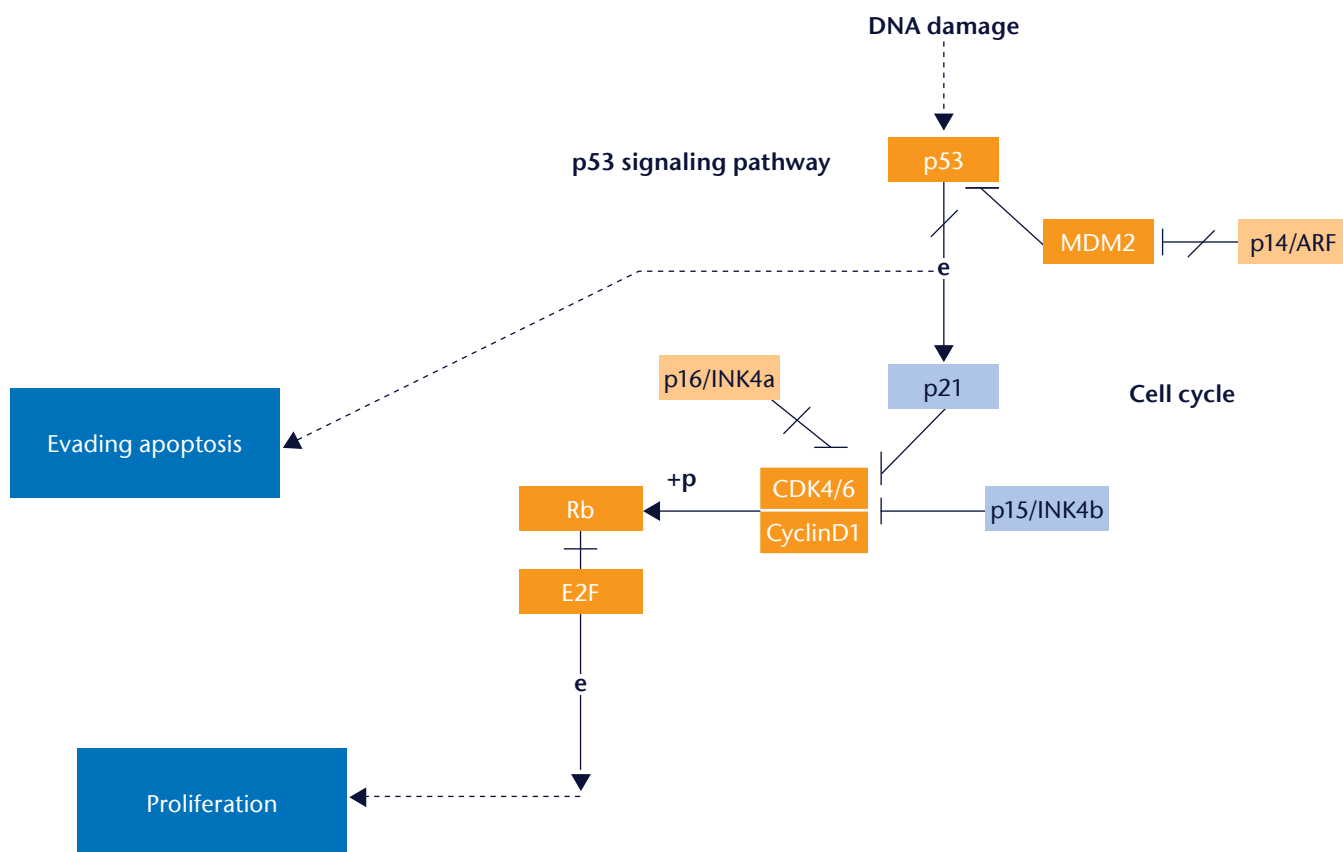 DNA damage
p53 signaling pathway
p53
MDM2
p14/ARF
e
p16/INK4a
p21
Cell cycle
Evading apoptosis
+p
CDK4/6
Rb
CyclinD1
p15/INK4b
E2F
e
Proliferation